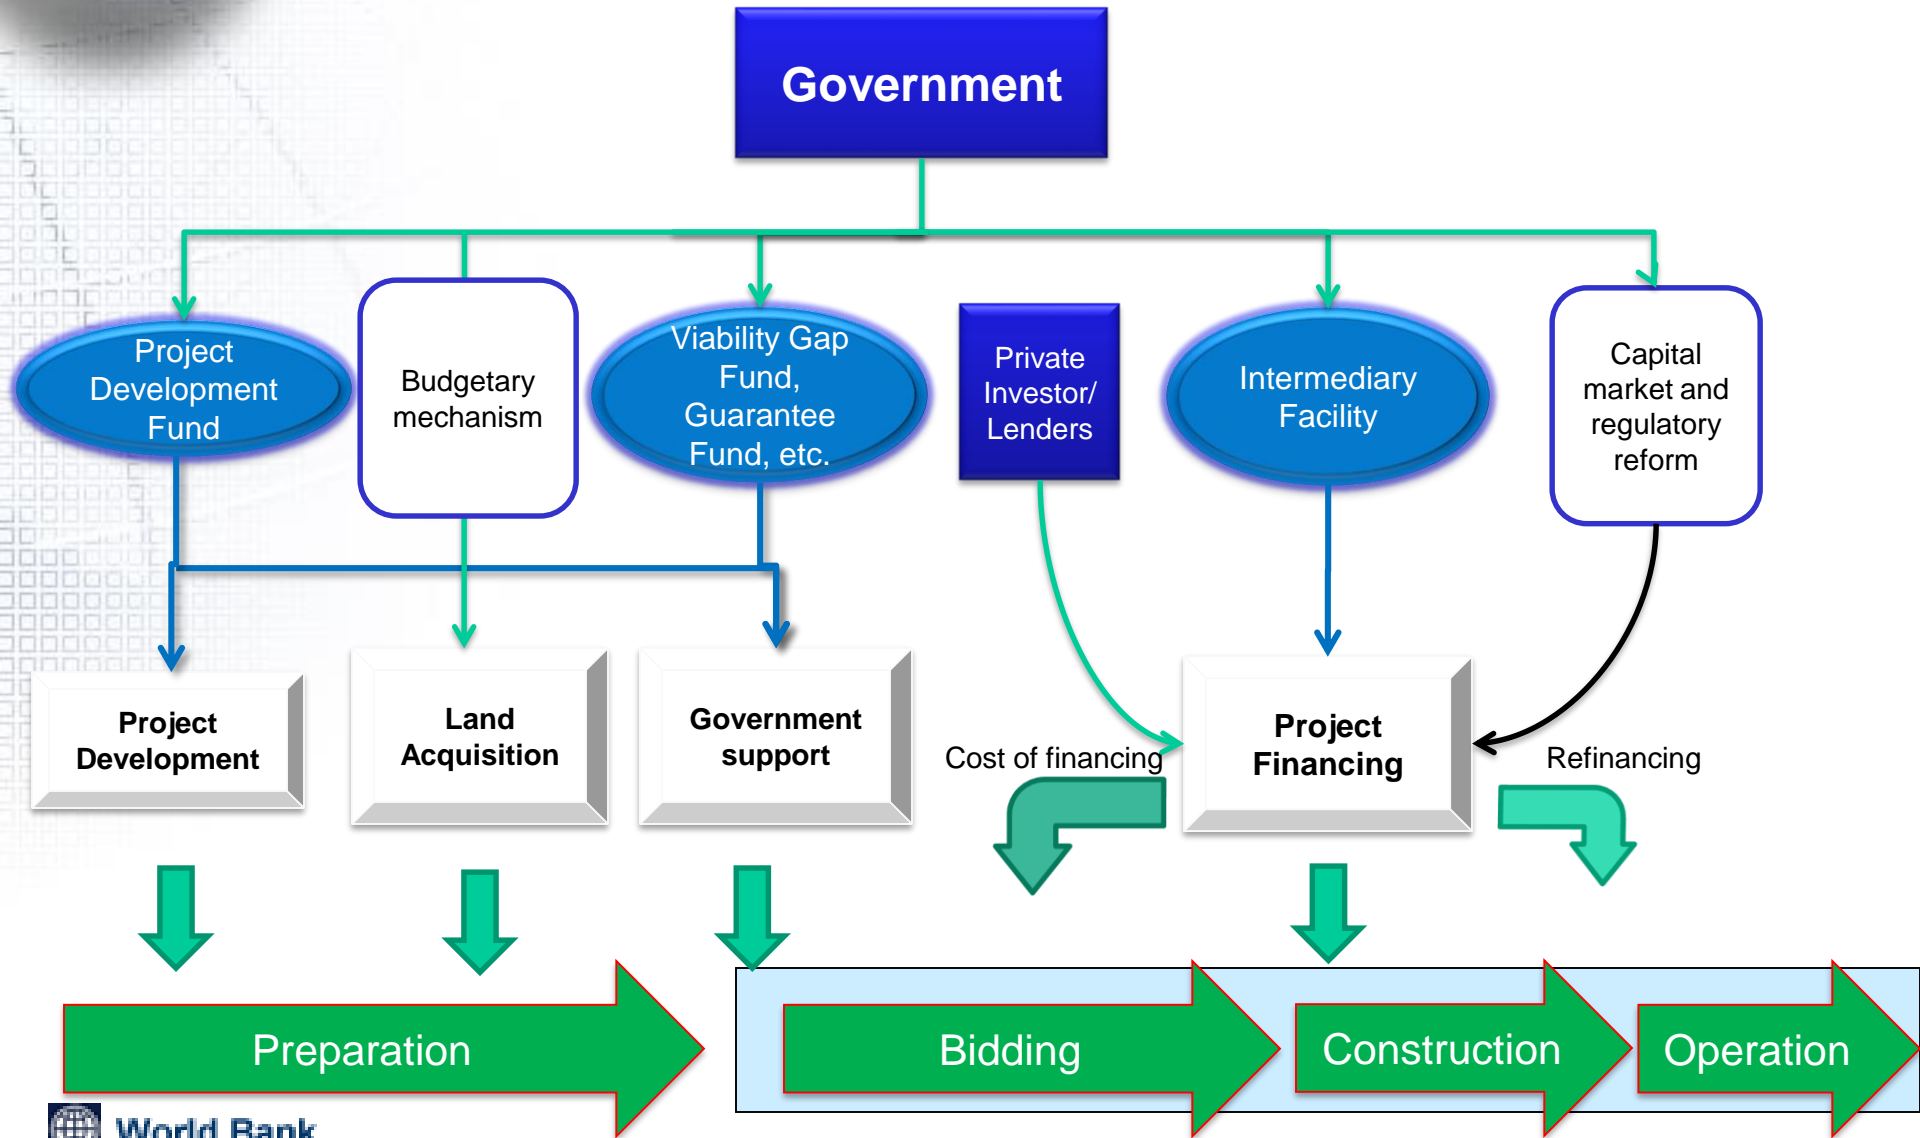 Government
Project
Development
Fund
Budgetary
mechanism
Viability Gap
Fund,
Guarantee
Fund, etc.
Private
Investor/
Lenders
Intermediary
Facility
Capital
market and
regulatory
reform
Project
Development
Land
Acquisition
Government
support
Cost of financing
Project
Financing
Refinancing
Preparation
Bidding
Construction
Operation
World Bank